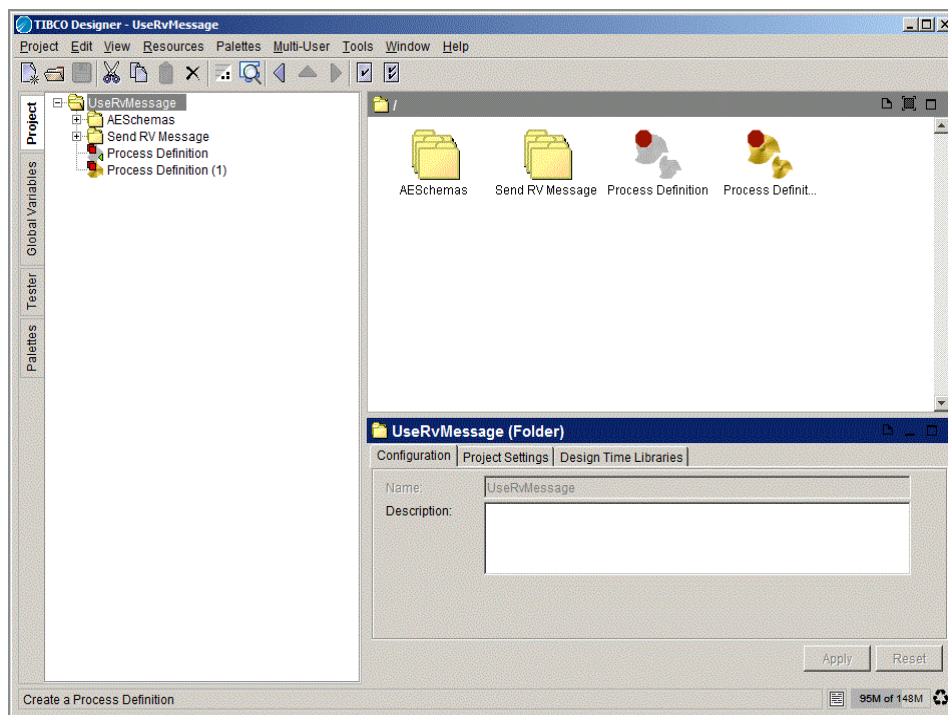 TIBCO Designer - UseRvMessage
Project Edit View Resources Palettes Multi-User Tools Window Help
Project
Global Variables
Tester
Palettes
UseRvMessage
AESchemas
Send RV Message
Process Definition
Process Definition (1)
/
AESchemas Send RV Message Process Definition Process Definit...
UseRvMessage (Folder)
Configuration Project Settings Design Time Libraries
Name: UseRvMessage
Description:
Apply Reset
Create a Process Definition 95M of 148M